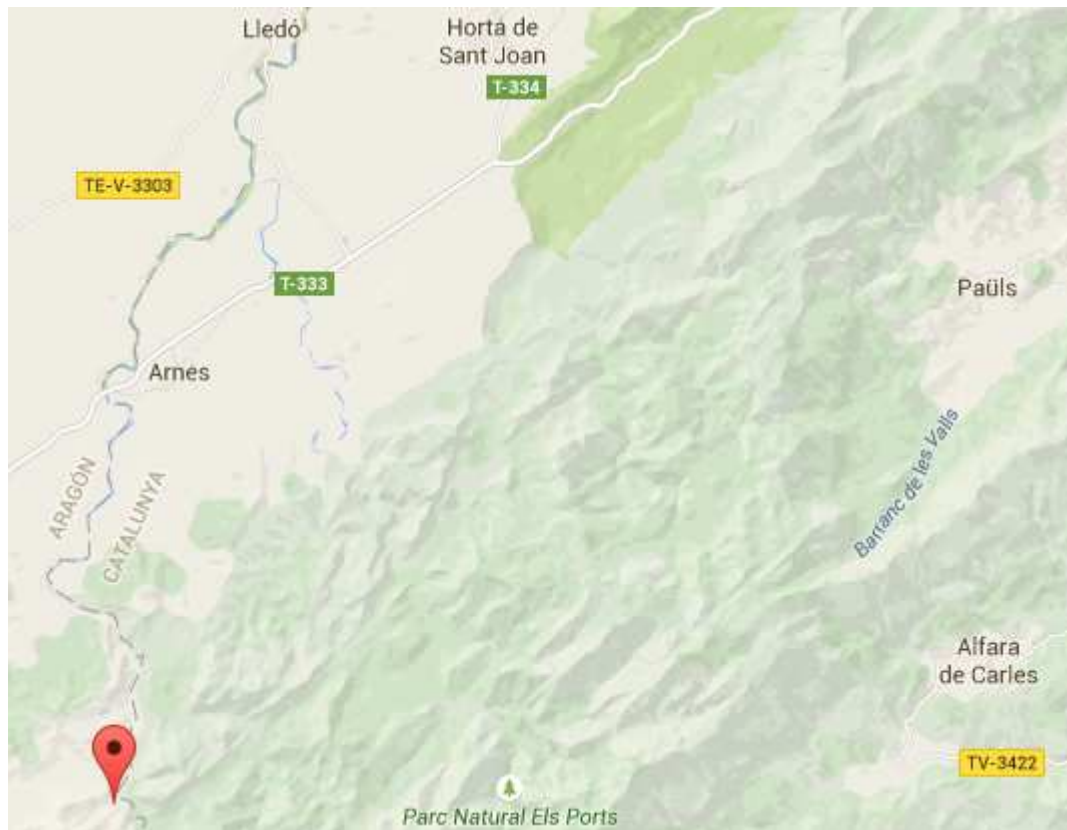 Lledó
Horta de
Sant Joan
T-334
TE-V-3303
T-333
Paüls
Arnes
Barranc de les Valls
ARAGÓN
CATALUNYA
Alfara
de Carles
TV-3422
Parc Natural Els Ports